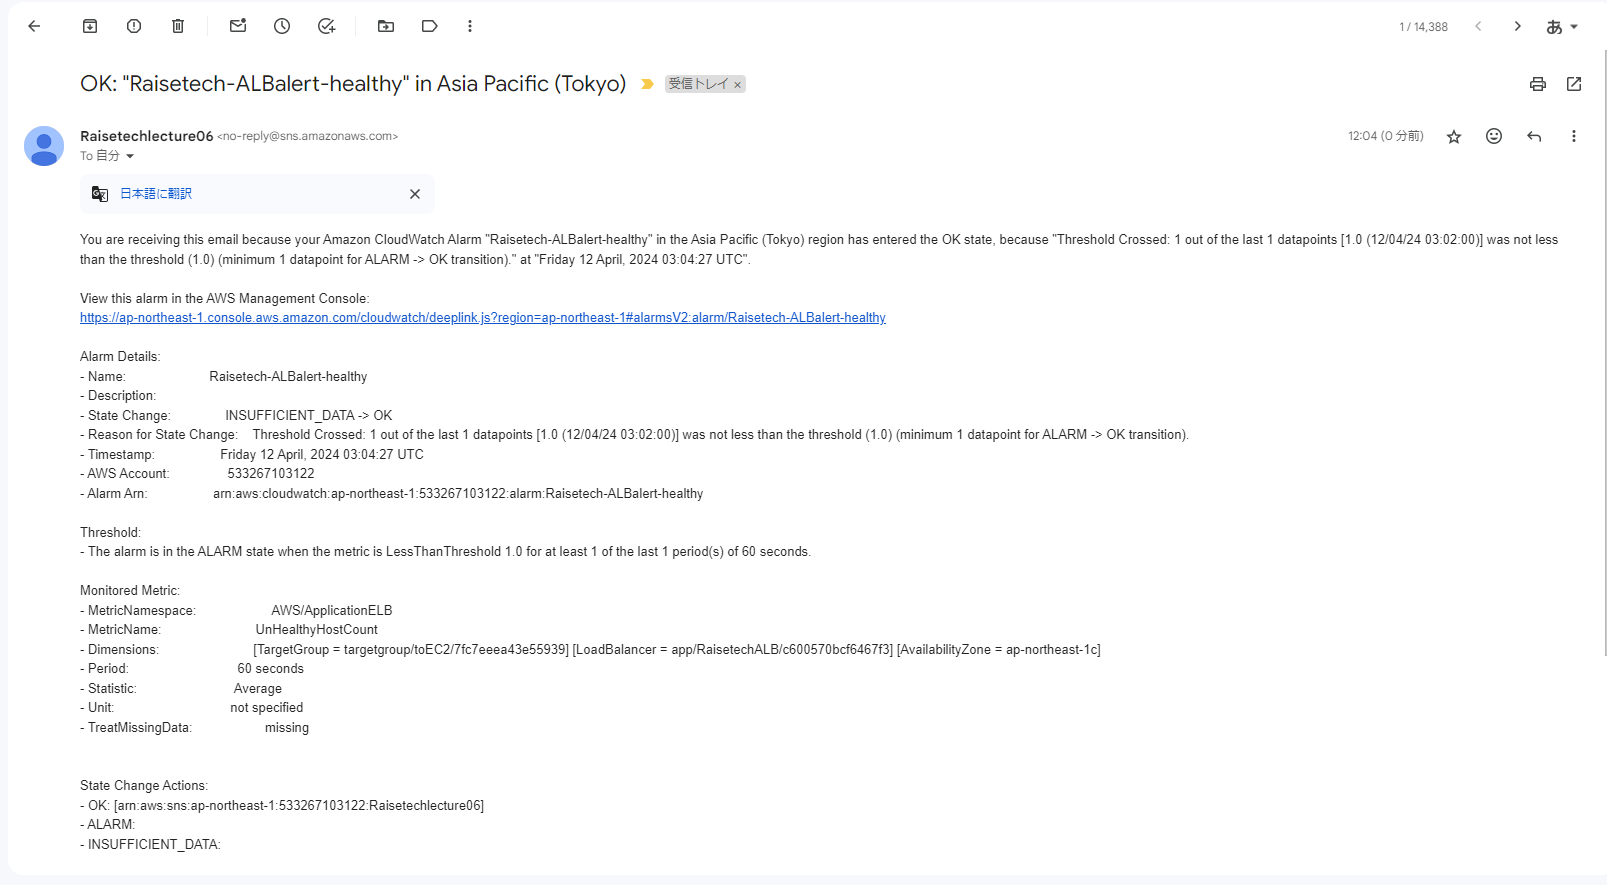 1 / 14,388
あ
OK: "Raisetech-ALBalert-healthy" in Asia Pacific (Tokyo) 受信トレイ ×
Raisetechlecture06 <no-reply@sns.amazonaws.com> 12:04 (0 分前)
To 自分
日本語に翻訳
You are receiving this email because your Amazon CloudWatch Alarm "Raisetech-ALBalert-healthy" in the Asia Pacific (Tokyo) region has entered the OK state, because "Threshold Crossed: 1 out of the last 1 datapoints [1.0 (12/04/24 03:02:00)] was not less
than the threshold (1.0) (minimum 1 datapoint for ALARM -> OK transition)." at "Friday 12 April, 2024 03:04:27 UTC".
View this alarm in the AWS Management Console:
https://ap-northeast-1.console.aws.amazon.com/cloudwatch/deeplink.js?region=ap-northeast-1#alarmsV2:alarm/Raisetech-ALBalert-healthy
Alarm Details:
- Name: Raisetech-ALBalert-healthy
- Description:
- State Change: INSUFFICIENT_DATA -> OK
- Reason for State Change: Threshold Crossed: 1 out of the last 1 datapoints [1.0 (12/04/24 03:02:00)] was not less than the threshold (1.0) (minimum 1 datapoint for ALARM -> OK transition).
- Timestamp: Friday 12 April, 2024 03:04:27 UTC
- AWS Account: 533267103122
- Alarm Arn: arn:aws:cloudwatch:ap-northeast-1:533267103122:alarm:Raisetech-ALBalert-healthy
Threshold:
- The alarm is in the ALARM state when the metric is LessThanThreshold 1.0 for at least 1 of the last 1 period(s) of 60 seconds.
Monitored Metric:
- MetricNamespace: AWS/ApplicationELB
- MetricName: UnHealthyHostCount
- Dimensions: [TargetGroup = targetgroup/toEC2/7fc7eeea43e55939] [LoadBalancer = app/RaisetechALB/c600570bcf6467f3] [AvailabilityZone = ap-northeast-1c]
- Period: 60 seconds
- Statistic: Average
- Unit: not specified
- TreatMissingData: missing
State Change Actions:
- OK: [arn:aws:sns:ap-northeast-1:533267103122:Raisetechlecture06]
- ALARM:
- INSUFFICIENT_DATA: